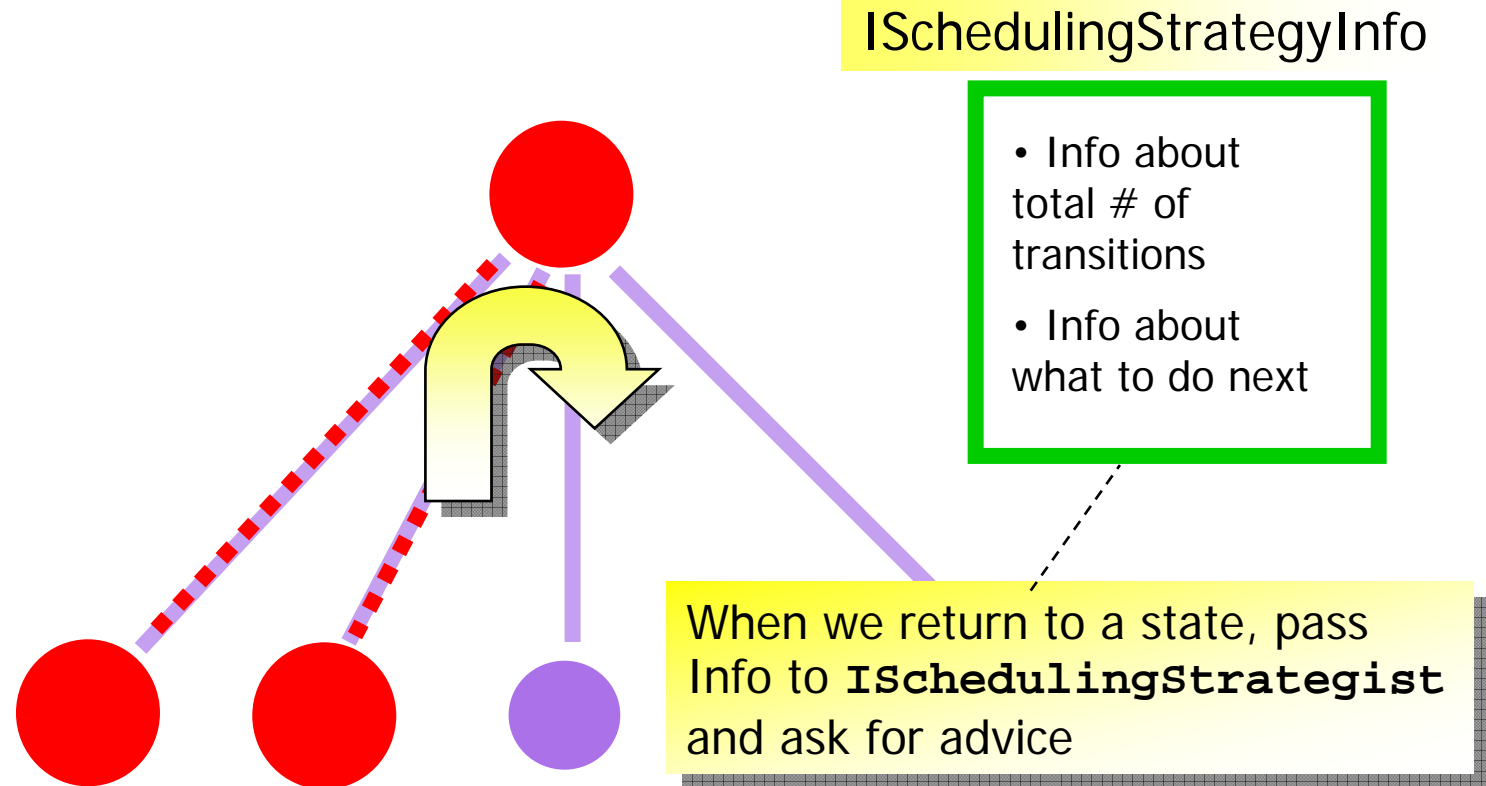 ISchedulingStrategyInfo
• Info about
total # of
transitions
• Info about
what to do next
When we return to a state, pass
Info to ISchedulingStrategist
and ask for advice